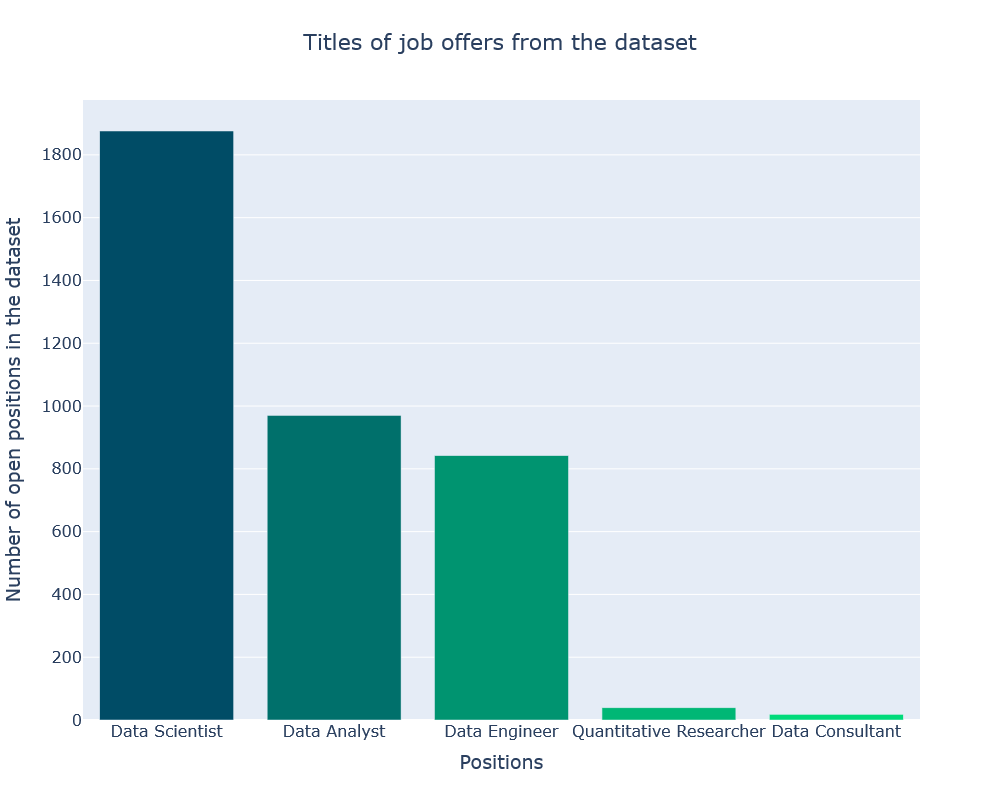 Titles of job offers from the dataset
Number of open positions in the dataset
1800
1600
1400
1200
1000
800
600
400
200
0
Data Scientist
Data Analyst
Data Engineer
Quantitative Researcher
Data Consultant
Positions